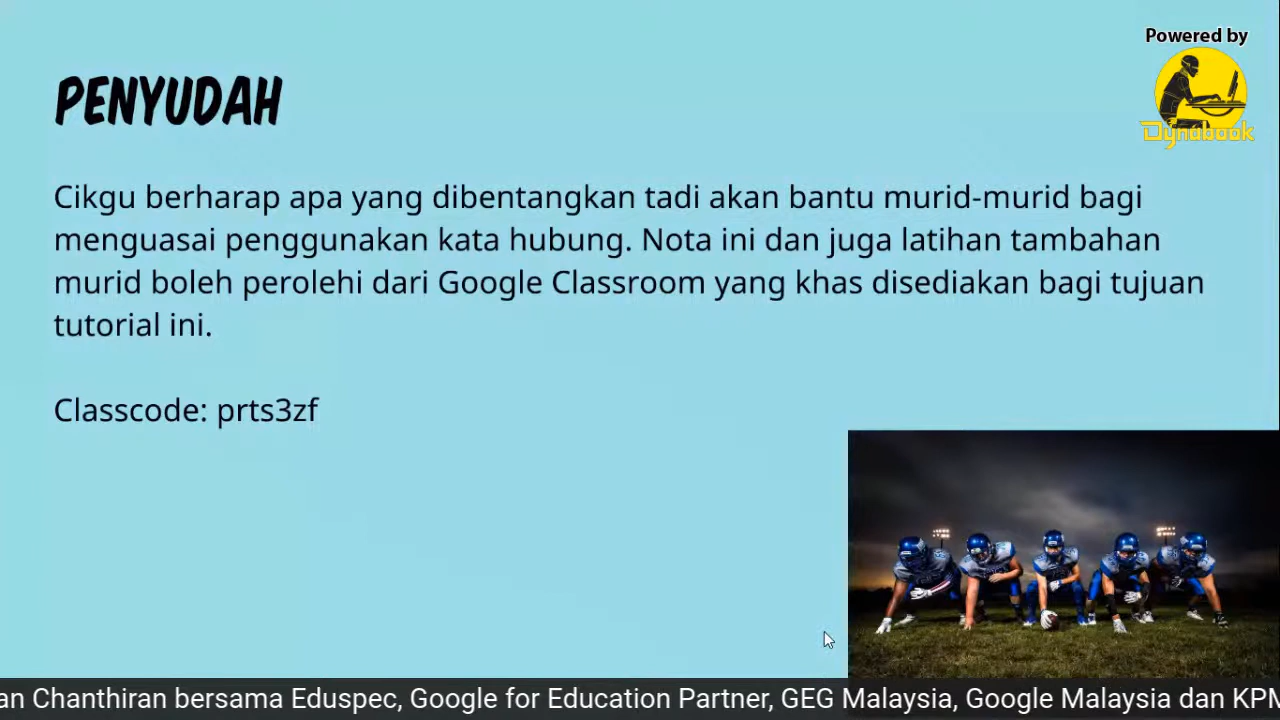 Powered by
PENYUDAH
Dynabook
Cikgu berharap apa yang dibentangkan tadi akan bantu murid-murid bagi
menguasai penggunakan kata hubung. Nota ini dan juga latihan tambahan
murid boleh perolehi dari Google Classroom yang khas disediakan bagi tujuan
tutorial ini.
Classcode: prts3zf
an Chanthiran bersama Eduspec, Google for Education Partner, GEG Malaysia, Google Malaysia dan KPM